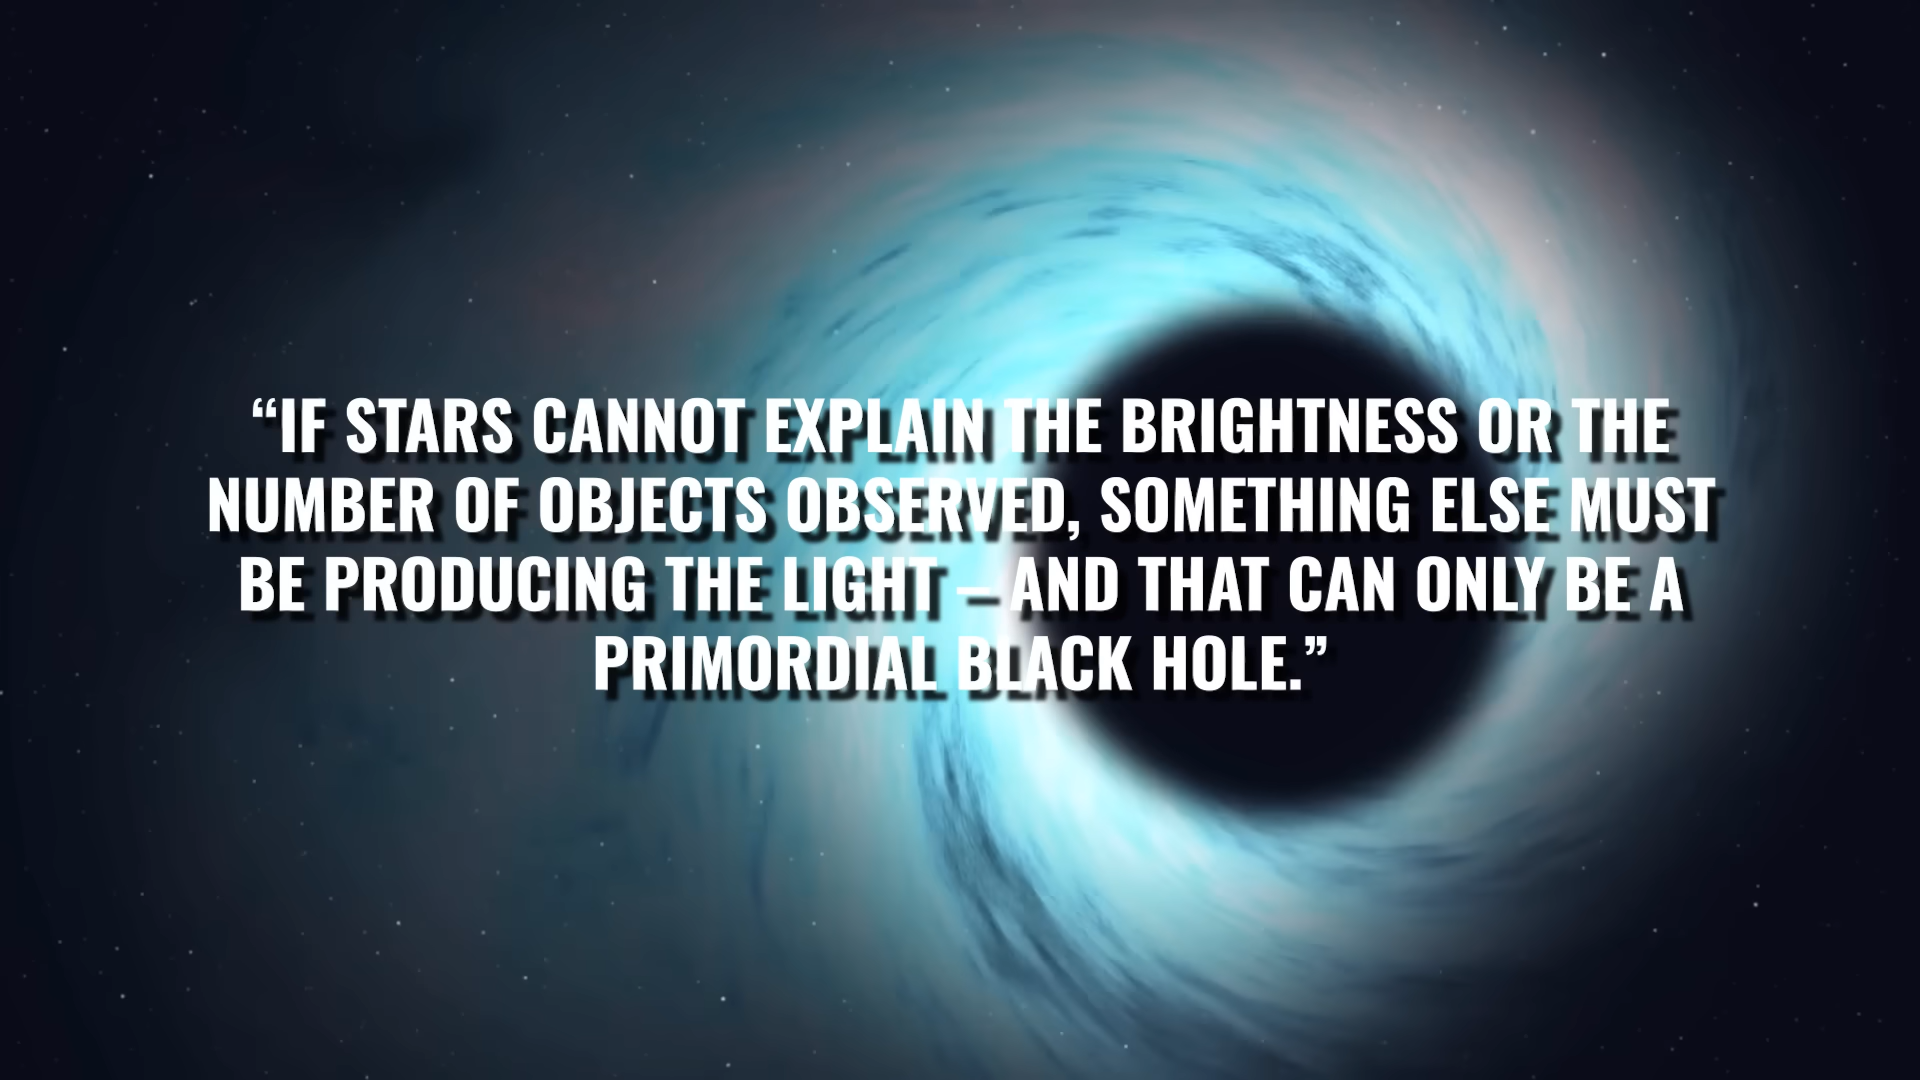 “IF STARS CANNOT EXPLAIN THE BRIGHTNESS OR THE
NUMBER OF OBJECTS OBSERVED, SOMETHING ELSE MUST
BE PRODUCING THE LIGHT – AND THAT CAN ONLY BE A
PRIMORDIAL BLACK HOLE.”